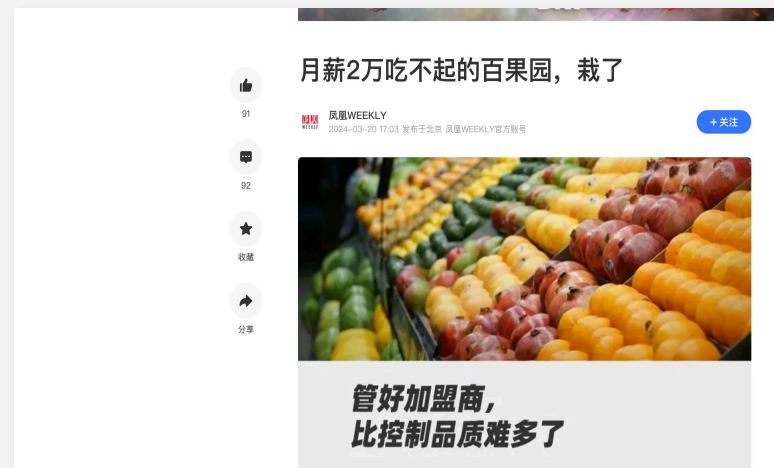 月薪2万吃不起的百果园，栽了
凤凰WEEKLY
2024-03-20 17:03 发布于北京 凤凰WEEKLY官方账号
+ 关注
91
92
收藏
分享
管好加盟商，
比控制品质难多了